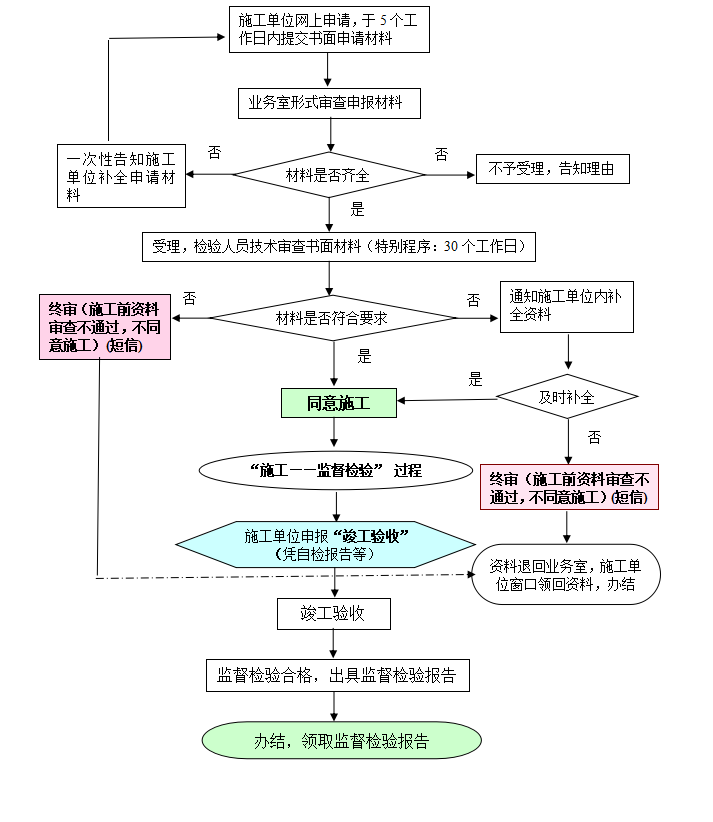 施工单位网上申请，于 5 个工
作日内提交书面申请材料
业务室形式审查申报材料
一次性告知施工
单位补全申请材
料
否
材料是否齐全
否
不予受理，告知理由
是
受理，检验人员技术审查书面材料（特别程序：30 个工作日）
终审（施工前资料
审查不通过，不同
意施工）(短信)
否
材料是否符合要求
否
通知施工单位内补
全资料
是
同意施工
是
及时补全
否
“施工——监督检验” 过程
终审（施工前资料审查不
通过，不同意施工）(短信)
施工单位申报“竣工验收”
（凭自检报告等）
资料退回业务室，施工单
位窗口领回资料，办结
竣工验收
监督检验合格，出具监督检验报告
办结，领取监督检验报告